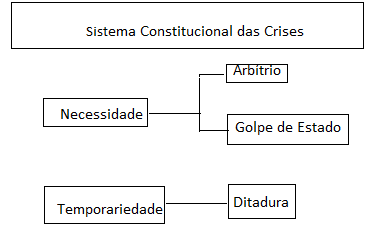 Sistema Constitucional das Crises
Arbítrio
Necessidade
Golpe de Estado
Temporariedade
Ditadura